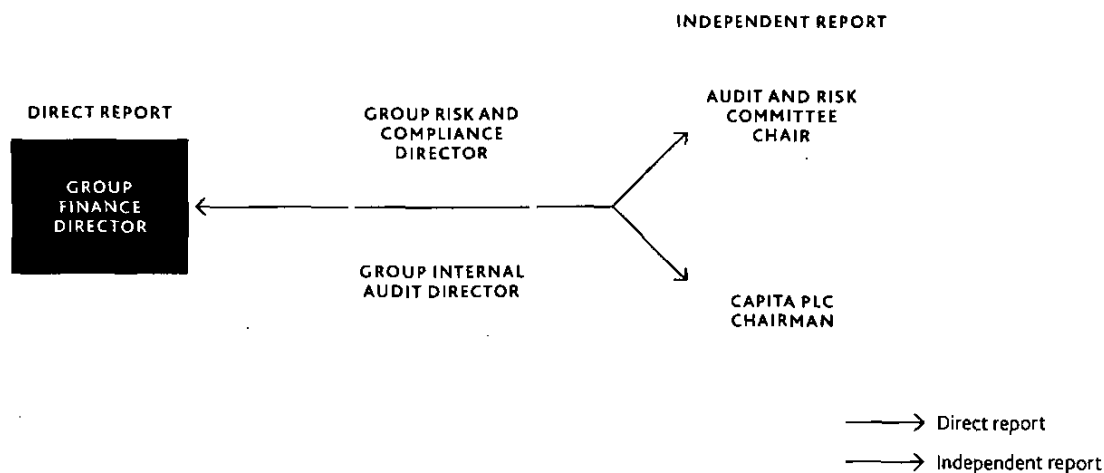 INDEPENDENT REPORT
DIRECT REPORT
GROUP
FINANCE
DIRECTOR
GROUP RISK AND
COMPLIANCE
DIRECTOR
GROUP INTERNAL
AUDIT DIRECTOR
AUDIT AND RISK
COMMITTEE
CHAIR
CAPITA PLC
CHAIRMAN
Direct report
Independent report